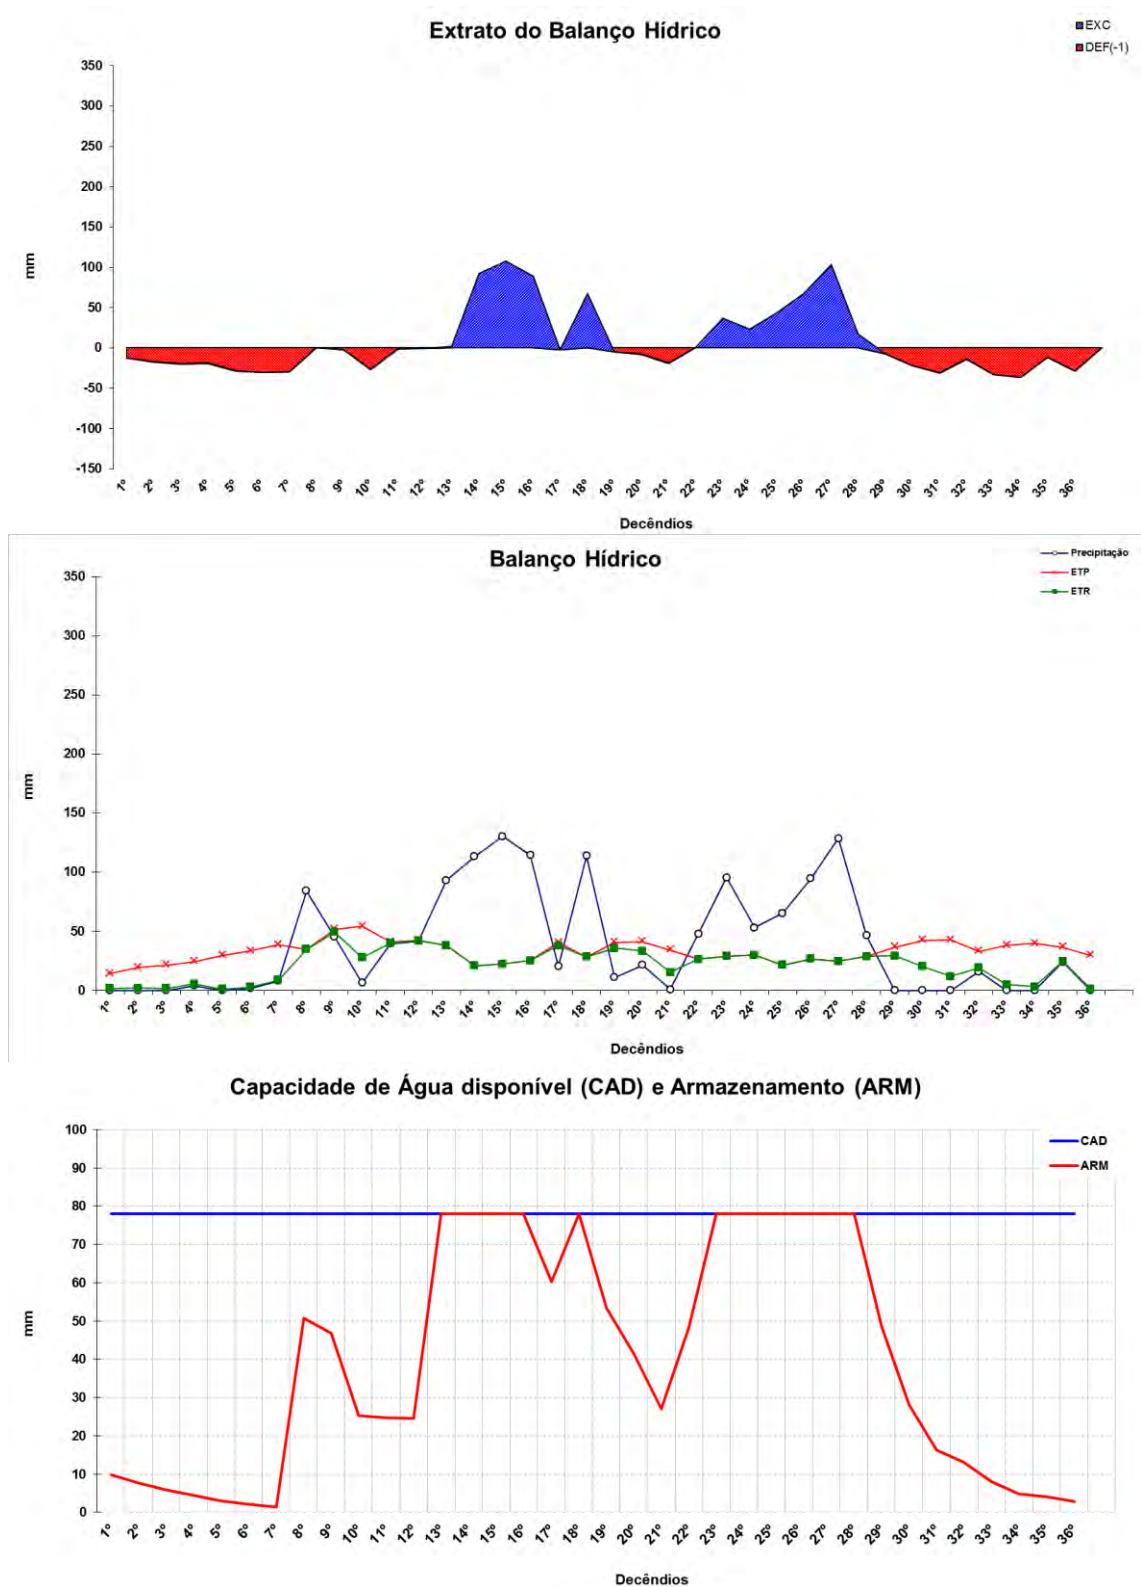 Extrato do Balanço Hídrico
EXC
DEF(-1)
350
300
250
200
150
100
50
0
-50
-100
-150
mm
1º 2º 3º 4º 5º 6º 7º 8º 9º 10º 11º 12º 13º 14º 15º 16º 17º 18º 19º 20º 21º 22º 23º 24º 25º 26º 27º 28º 29º 30º 31º 32º 33º 34º 35º 36º
Decêndios
Balanço Hídrico
Precipitação
ETP
ETR
350
300
250
200
150
100
50
0
mm
1º 2º 3º 4º 5º 6º 7º 8º 9º 10º 11º 12º 13º 14º 15º 16º 17º 18º 19º 20º 21º 22º 23º 24º 25º 26º 27º 28º 29º 30º 31º 32º 33º 34º 35º 36º
Decêndios
Capacidade de Água disponível (CAD) e Armazenamento (ARM)
CAD
ARM
100
90
80
70
60
50
40
30
20
10
0
mm
1º 2º 3º 4º 5º 6º 7º 8º 9º 10º 11º 12º 13º 14º 15º 16º 17º 18º 19º 20º 21º 22º 23º 24º 25º 26º 27º 28º 29º 30º 31º 32º 33º 34º 35º 36º
Decêndios